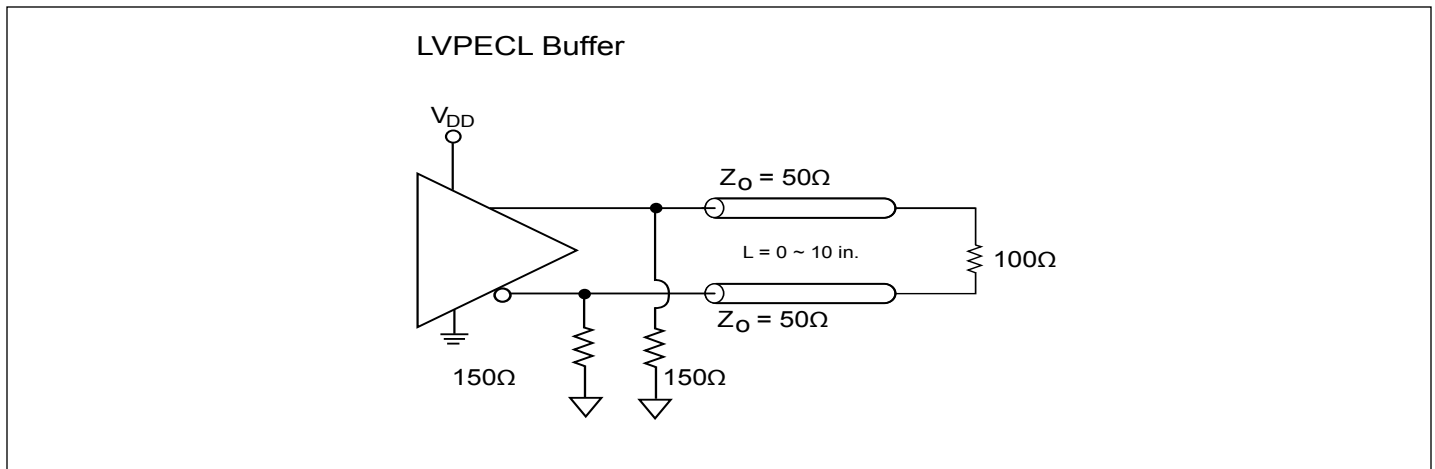 LVPECL Buffer
VDD
Zo = 50Ω
L = 0 ~ 10 in.
100Ω
Zo = 50Ω
150Ω
150Ω